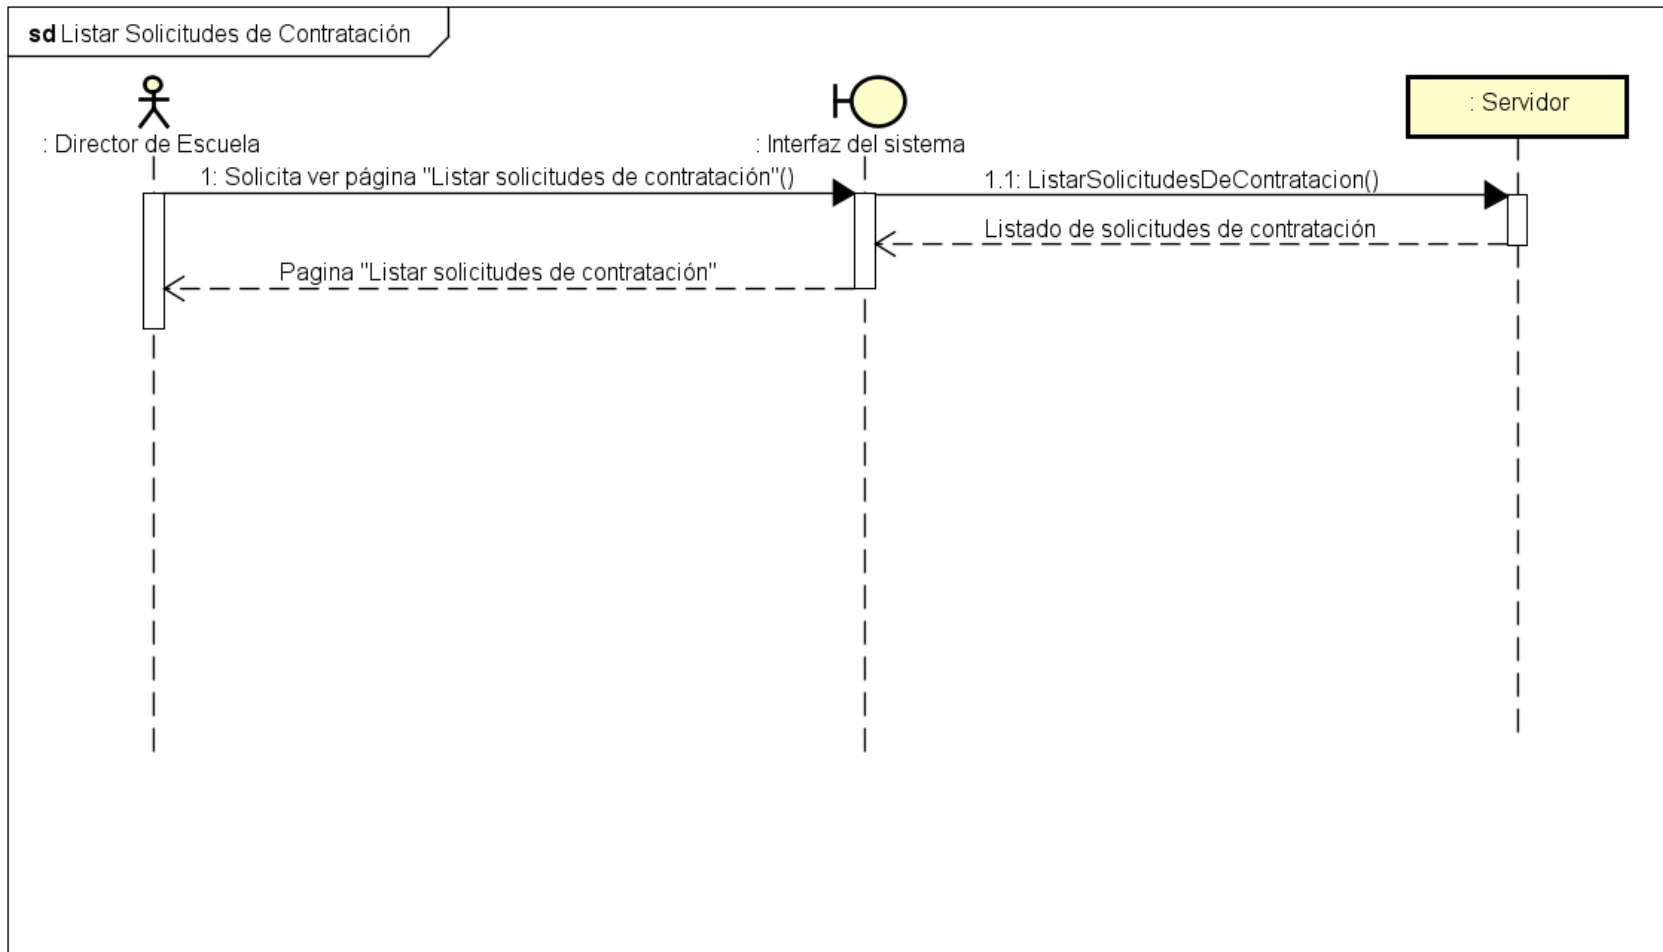 sd Listar Solicitudes de Contratación
: Director de Escuela
: Interfaz del sistema
: Servidor
1: Solicita ver página "Listar solicitudes de contratación"()
1.1: ListarSolicitudesDeContratacion()
Listado de solicitudes de contratación
Pagina "Listar solicitudes de contratación"